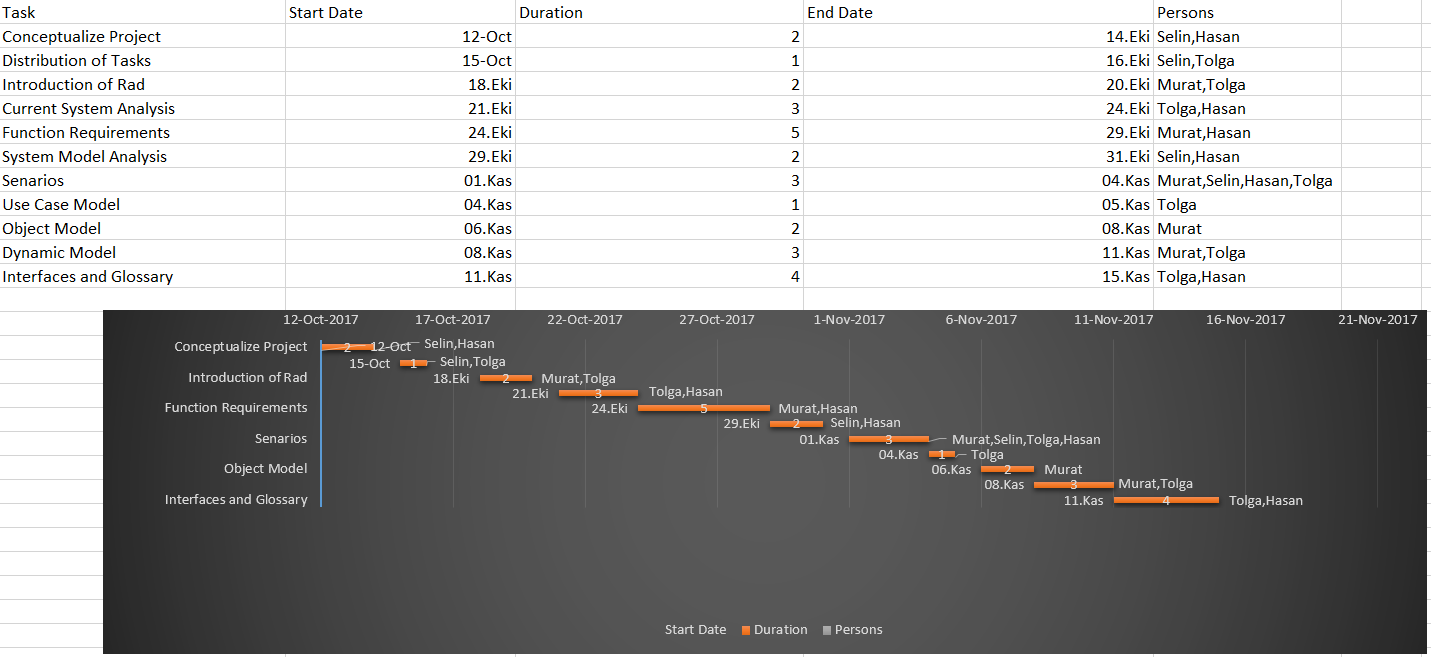 Task Start Date Duration End Date Persons
Conceptualize Project 12-Oct 2 14.Eki Selin,Hasan
Distribution of Tasks 15-Oct 1 16.Eki Selin,Tolga
Introduction of Rad 18.Eki 2 20.Eki Murat,Tolga
Current System Analysis 21.Eki 3 24.Eki Tolga,Hasan
Function Requirements 24.Eki 5 29.Eki Murat,Hasan
System Model Analysis 29.Eki 2 31.Eki Selin,Hasan
Senarios 01.Kas 3 04.Kas Murat,Selin,Hasan,Tolga
Use Case Model 04.Kas 1 05.Kas Tolga
Object Model 06.Kas 2 08.Kas Murat
Dynamic Model 08.Kas 3 11.Kas Murat,Tolga
Interfaces and Glossary 11.Kas 4 15.Kas Tolga,Hasan
12-Oct-2017 17-Oct-2017 22-Oct-2017 27-Oct-2017 1-Nov-2017 6-Nov-2017 11-Nov-2017 16-Nov-2017 21-Nov-2017
Conceptualize Project 2 12-Oct Selin,Hasan
15-Oct 1 Selin,Tolga
Introduction of Rad 18.Eki 2 Murat,Tolga
21.Eki 3 Tolga,Hasan
Function Requirements 24.Eki 5 Murat,Hasan
29.Eki 2 Selin,Hasan
Senarios 01.Kas 3 Murat,Selin,Tolga,Hasan
04.Kas 1 Tolga
Object Model 06.Kas 2 Murat
08.Kas 3 Murat,Tolga
Interfaces and Glossary 11.Kas 4 Tolga,Hasan
Start Date Duration Persons